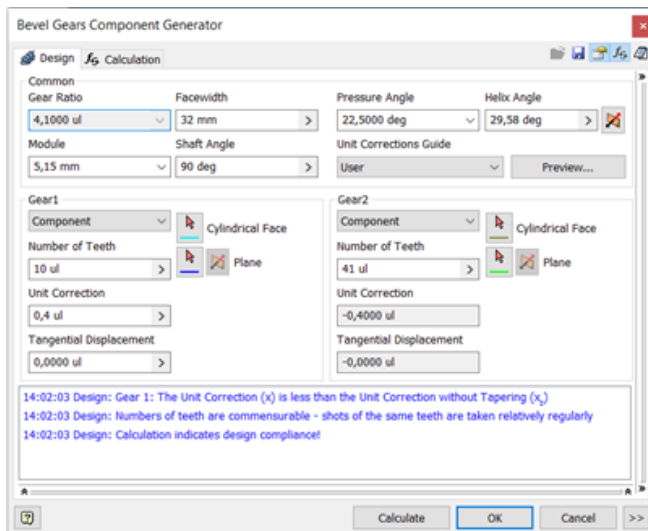 Bevel Gears Component Generator
Design
Calculation
Common
Gear Ratio
Facewidth
Pressure Angle
Helix Angle
4,1000 ul
32 mm
22,5000 deg
29,58 deg
Module
Shaft Angle
Unit Corrections Guide
5,15 mm
90 deg
User
Preview...
Gear1
Component
Cylindrical Face
Number of Teeth
Plane
10 ul
Unit Correction
0,4 ul
Tangential Displacement
0,0000 ul
Gear2
Component
Cylindrical Face
Number of Teeth
Plane
41 ul
Unit Correction
-0,4000 ul
Tangential Displacement
-0,0000 ul
14:02:03 Design: Gear 1: The Unit Correction (x) is less than the Unit Correction without Tapering (xz)
14:02:03 Design: Numbers of teeth are commensurable - shots of the same teeth are taken relatively regularly
14:02:03 Design: Calculation indicates design compliance!
Calculate
OK
Cancel
>>